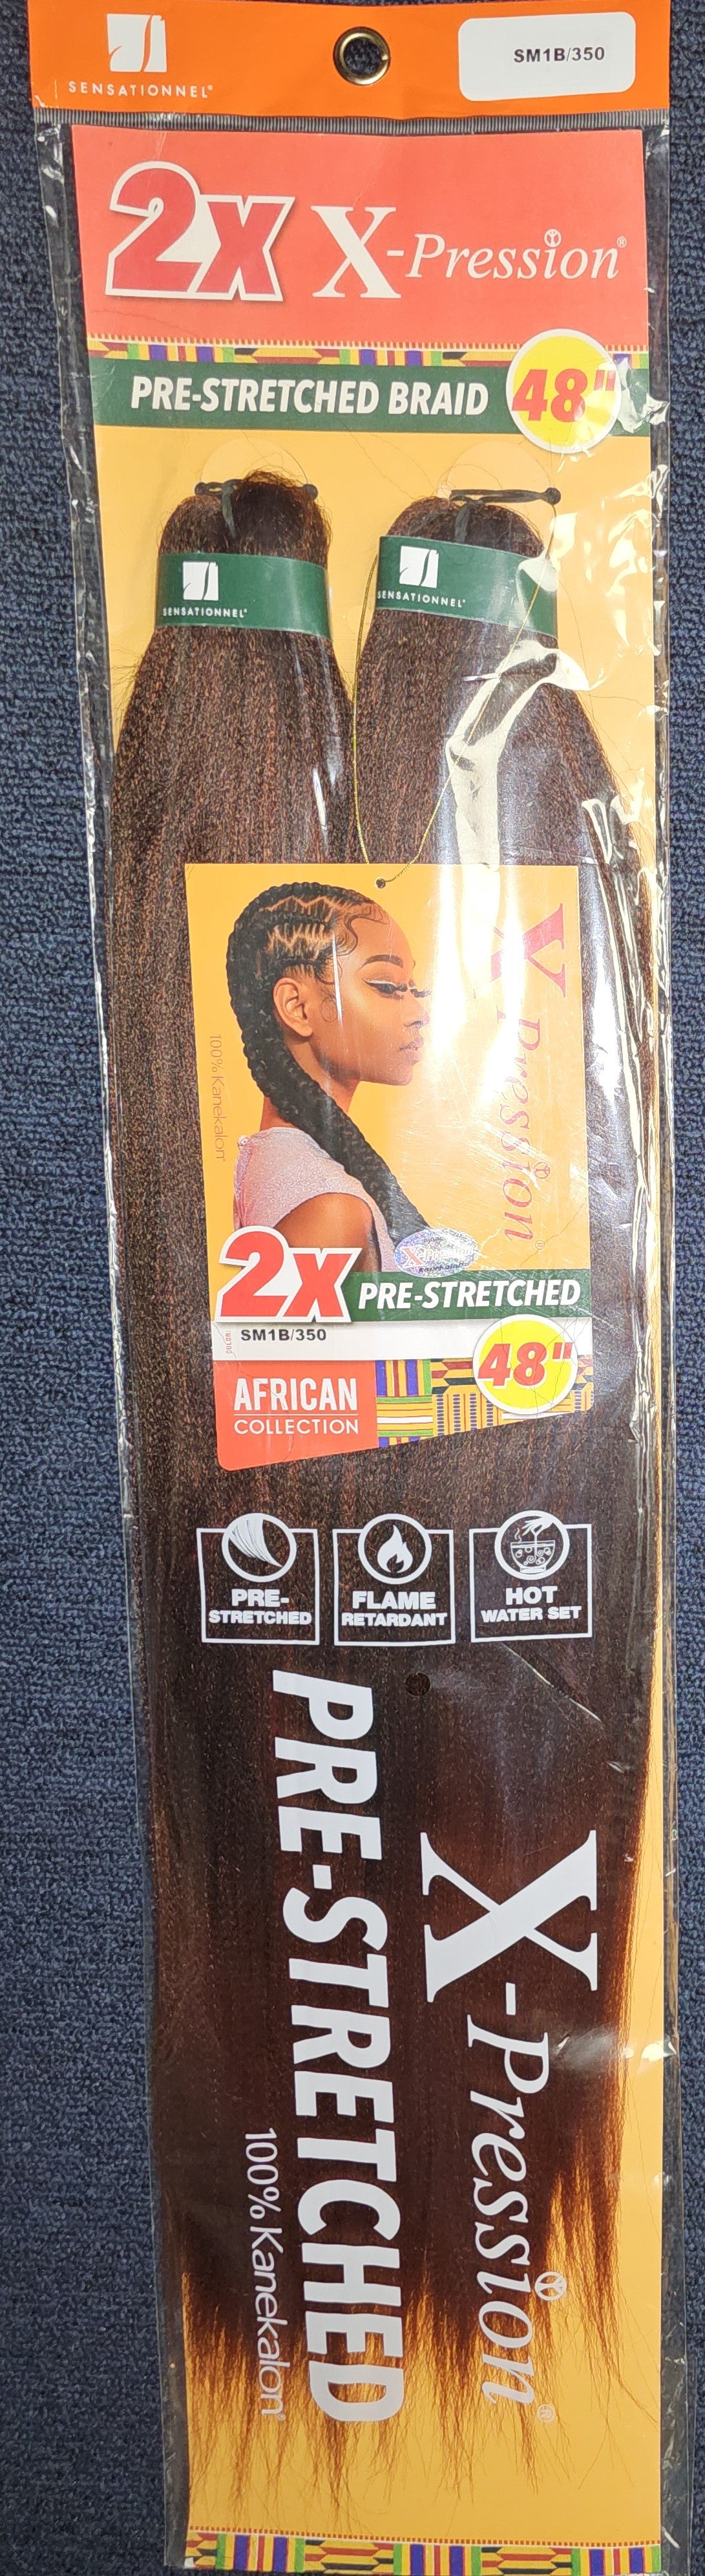 SENSATIONNEL®
SM1B/350
2X X-Pression®
PRE-STRETCHED BRAID 48"
SENSATIONNEL®
SENSATIONNEL®
X-Pression®
100% Kanekalon®
2X PRE-STRETCHED
COLOR: SM1B/350
48"
AFRICAN
COLLECTION
PRE-
STRETCHED
FLAME
RETARDANT
HOT
WATER SET
X-Pression®
PRE-STRETCHED
100% Kanekalon®